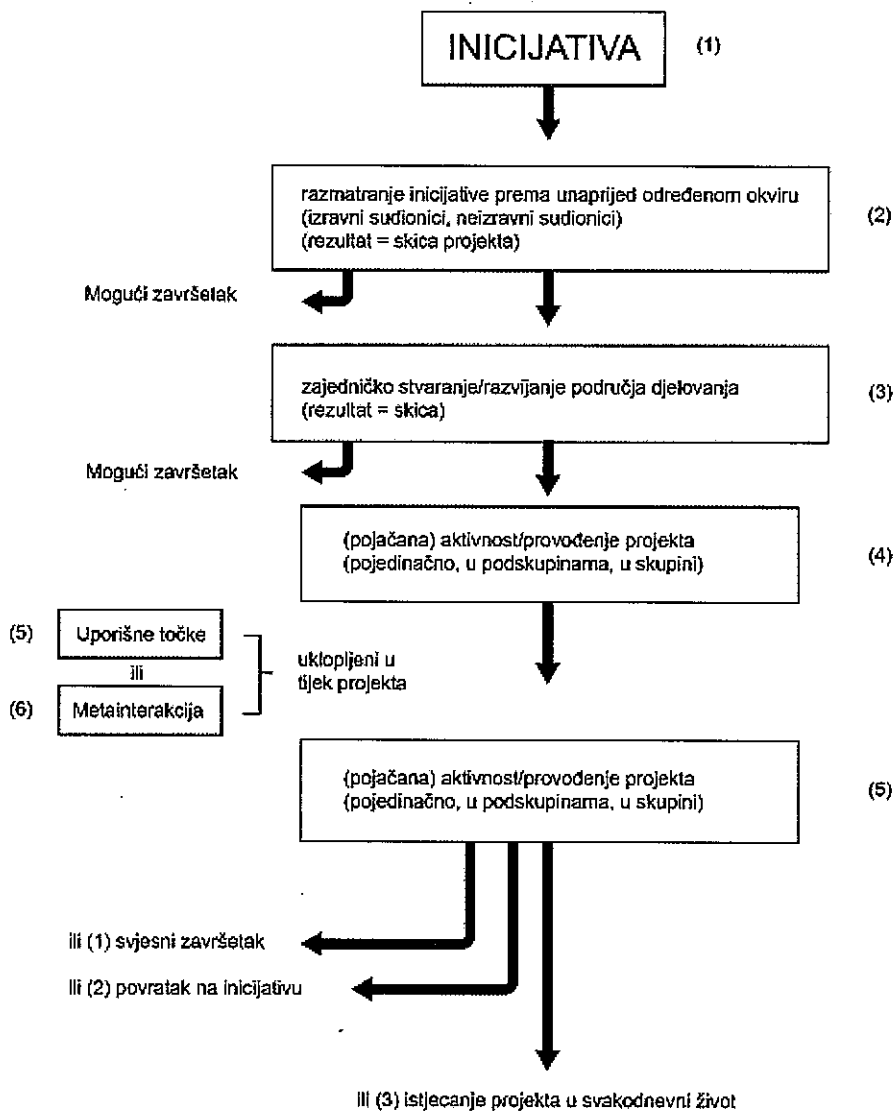 INICIJATIVA (1)
razmatranje inicijative prema unaprijed određenom okviru
(izravni sudionici, neizravni sudionici)
(rezultat = skica projekta)
(2)
Mogući završetak
zajedničko stvaranje/razvijanje područja djelovanja
(rezultat = skica)
(3)
Mogući završetak
(pojačana) aktivnost/provođenje projekta
(pojedinačno, u podskupinama, u skupini)
(4)
(5) Uporišne točke
ili
(6) Metainterakcija
uklopljeni u
tijek projekta
(pojačana) aktivnost/provođenje projekta
(pojedinačno, u podskupinama, u skupini)
(5)
ili (1) svjesni završetak
ili (2) povratak na inicijativu
ili (3) istjecanje projekta u svakodnevni život